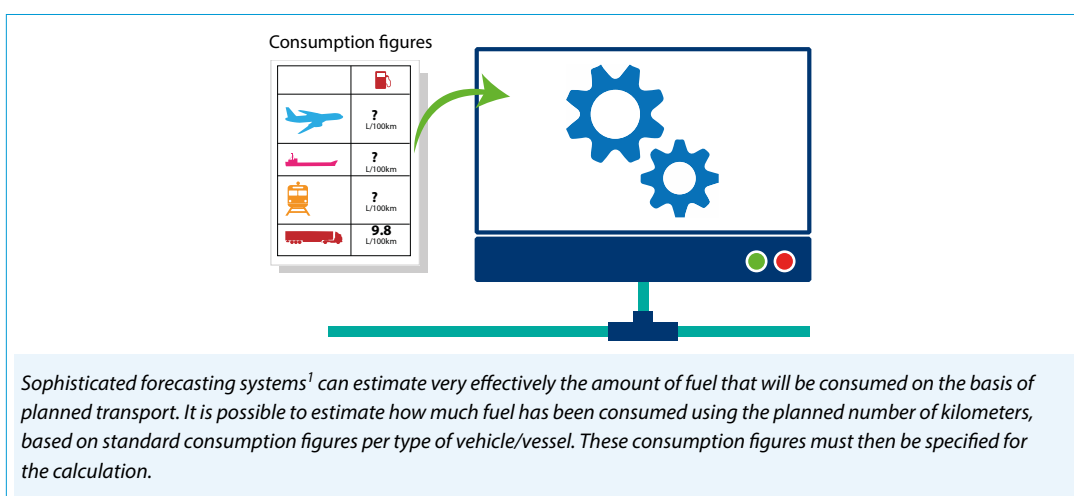 Consumption figures
?
L/100km
?
L/100km
?
L/100km
9.8
L/100km
Sophisticated forecasting systems1 can estimate very effectively the amount of fuel that will be consumed on the basis of
planned transport. It is possible to estimate how much fuel has been consumed using the planned number of kilometers,
based on standard consumption figures per type of vehicle/vessel. These consumption figures must then be specified for
the calculation.